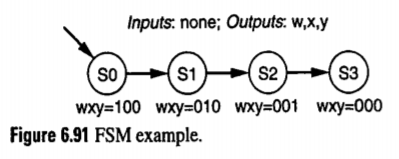 Inputs: none; Outputs: w,x,y
S0 S1 S2 S3
wxy=100 wxy=010 wxy=001 wxy=000
Figure 6.91 FSM example.